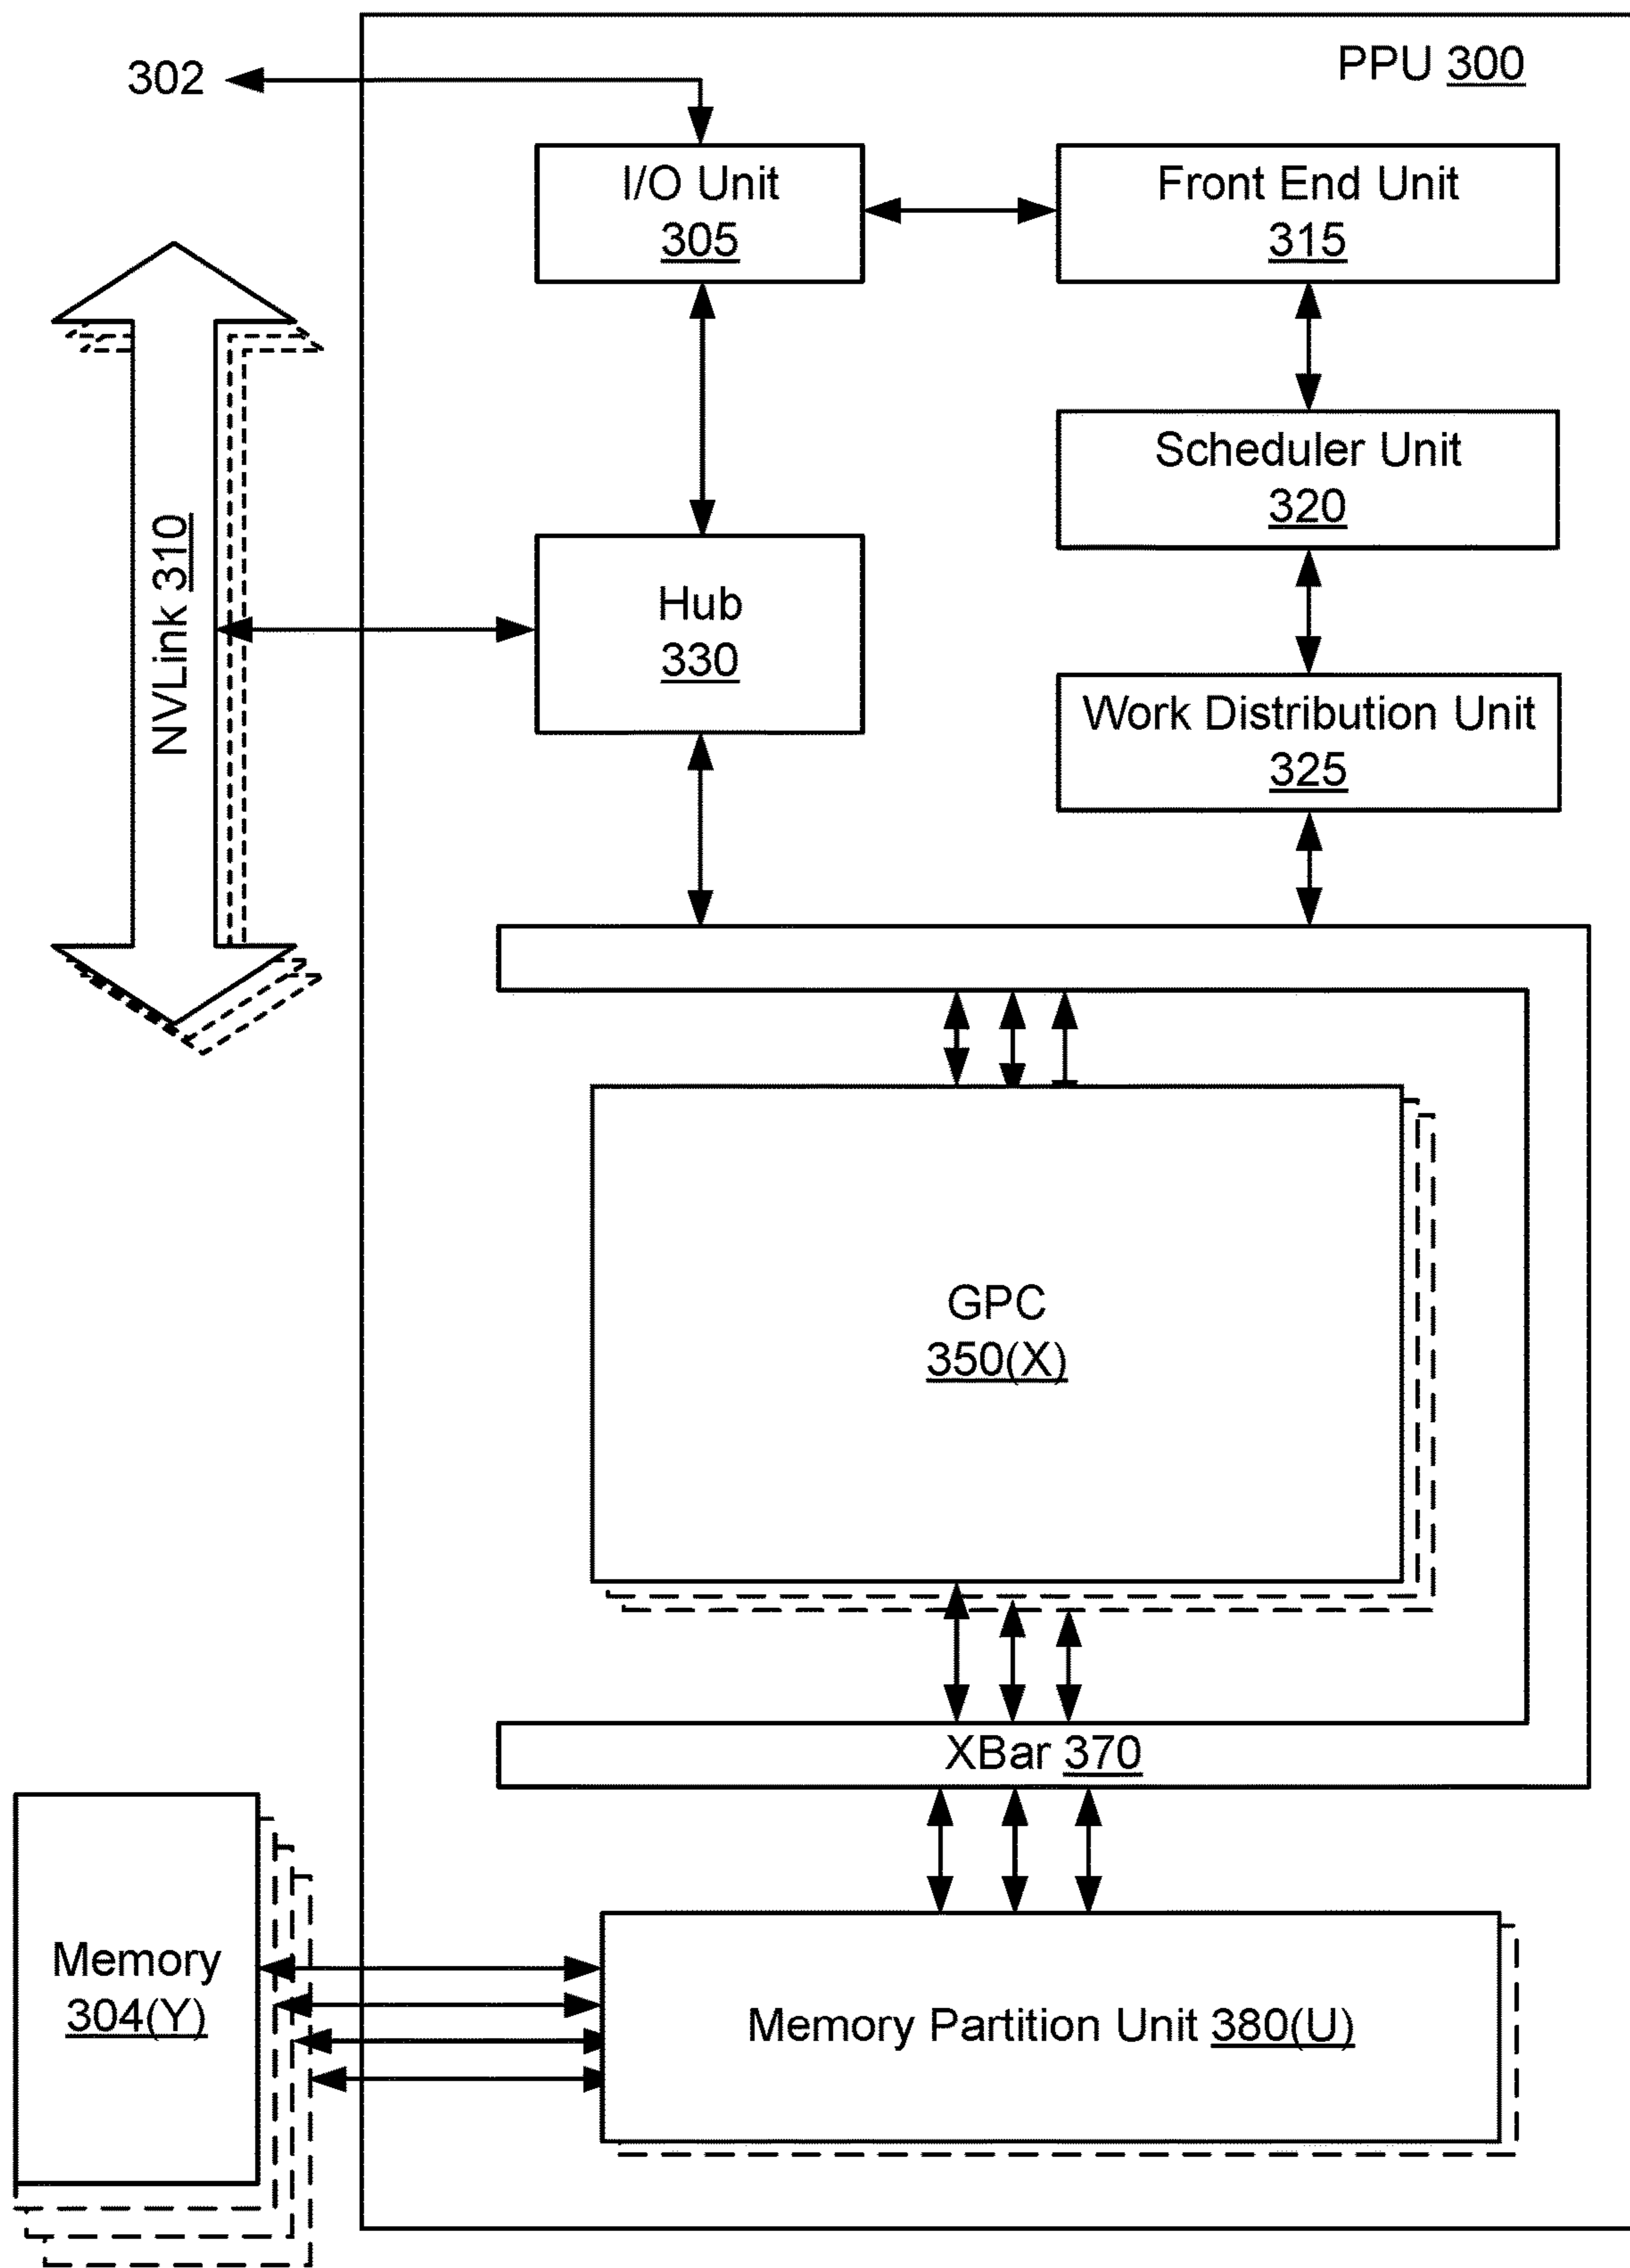 PPU 300
302
I/O Unit
305
Front End Unit
315
Scheduler Unit
320
NVLink 310
Hub
330
Work Distribution Unit
325
GPC
350(X)
XBar 370
Memory
304(Y)
Memory Partition Unit 380(U)